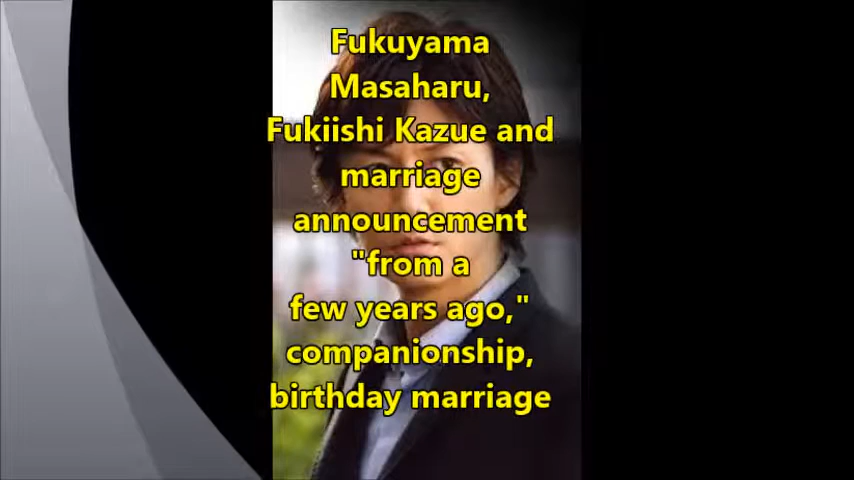 Fukuyama
Masaharu,
Fukiishi Kazue and
marriage
announcement
"from a
few years ago,"
companionship,
birthday marriage